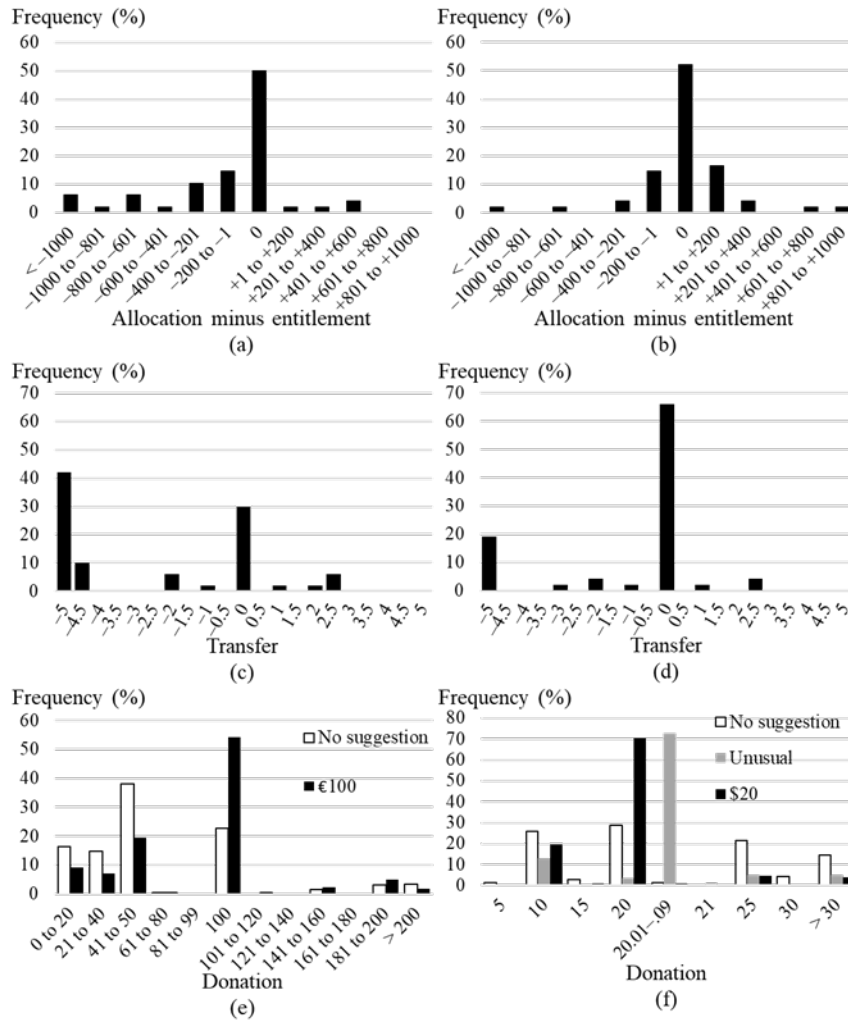 Frequency (%)
60
50
40
30
20
10
0
< −1000
−1000 to −801
−800 to −601
−600 to −401
−400 to −201
−200 to −1
0
+1 to +200
+201 to +400
+401 to +600
+601 to +800
+801 to +1000
Allocation minus entitlement
(a)
Frequency (%)
60
50
40
30
20
10
0
< −1000
−1000 to −801
−800 to −601
−600 to −401
−400 to −201
−200 to −1
0
+1 to +200
+201 to +400
+401 to +600
+601 to +800
+801 to +1000
Allocation minus entitlement
(b)
Frequency (%)
70
60
50
40
30
20
10
0
−5
−4.5
−4
−3.5
−3
−2.5
−2
−1.5
−1
−0.5
0
0.5
1
1.5
2
2.5
3
3.5
4
4.5
5
Transfer
(c)
Frequency (%)
70
60
50
40
30
20
10
0
−5
−4.5
−4
−3.5
−3
−2.5
−2
−1.5
−1
−0.5
0
0.5
1
1.5
2
2.5
3
3.5
4
4.5
5
Transfer
(d)
Frequency (%)
60
50
40
30
20
10
0
No suggestion
€100
0 to 20
21 to 40
41 to 50
61 to 80
81 to 99
100
101 to 120
121 to 140
141 to 160
161 to 180
181 to 200
> 200
Donation
(e)
Frequency (%)
80
70
60
50
40
30
20
10
0
No suggestion
Unusual
$20
5
10
15
20
20.01–.09
21
25
30
> 30
Donation
(f)